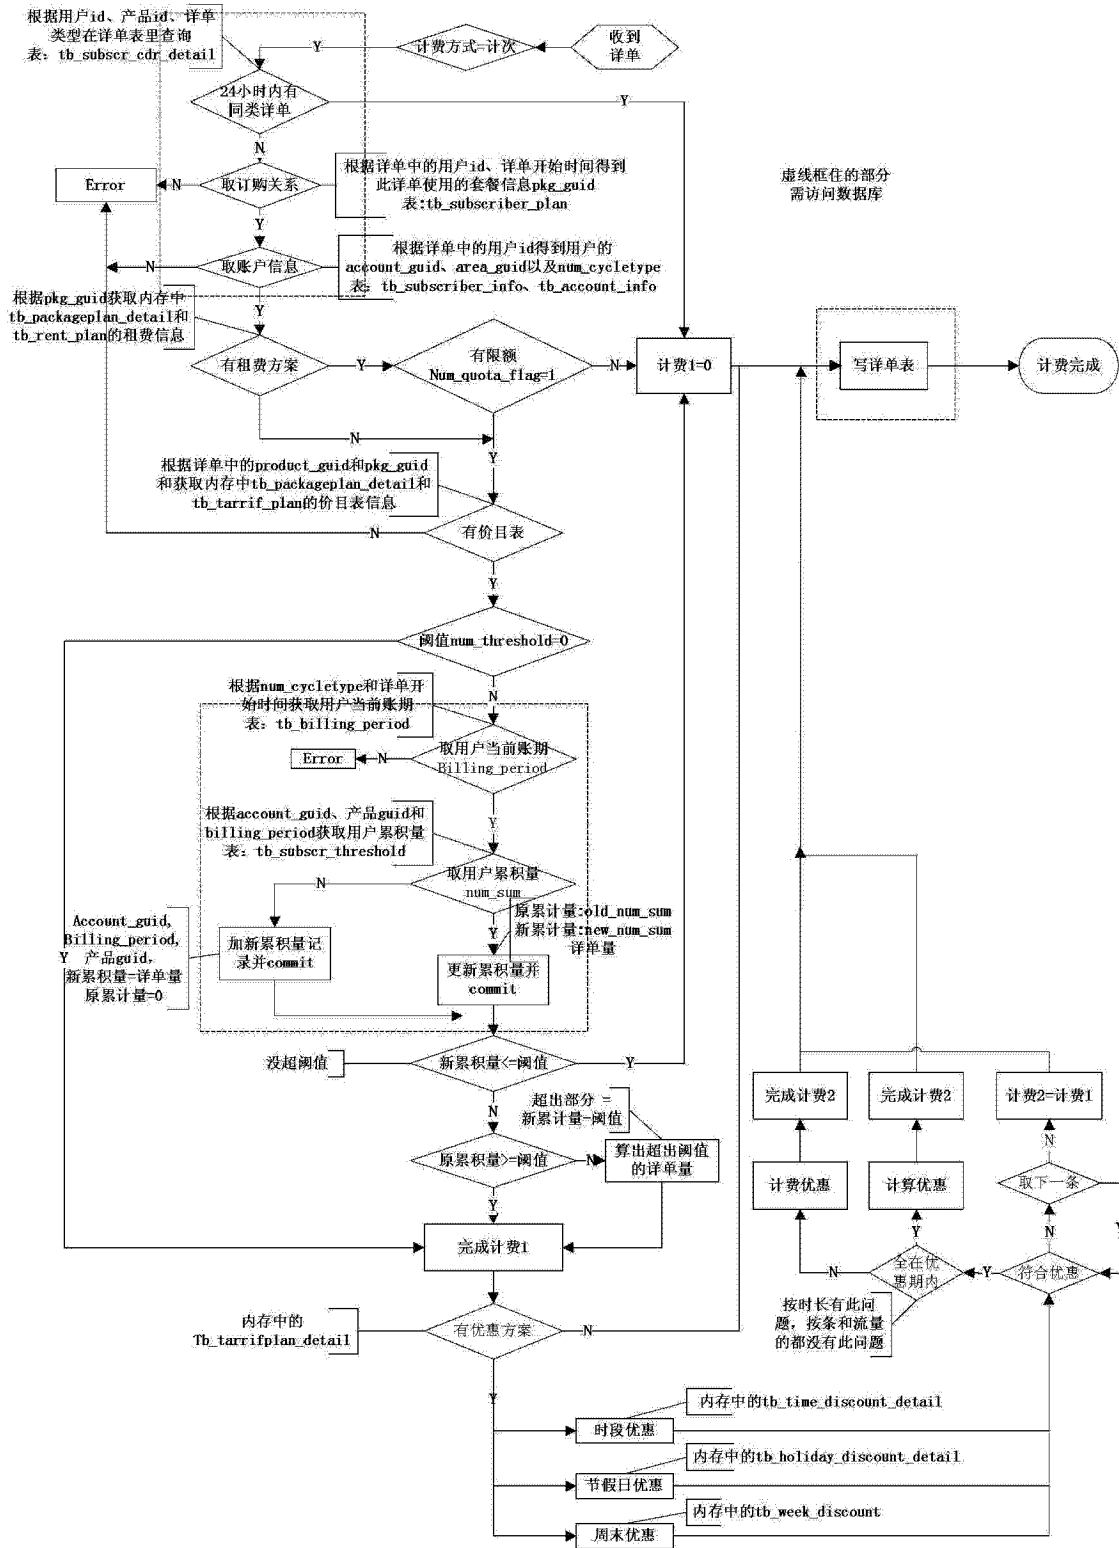 根据用户id、产品id、详单
类型在详单表里查询
表：tb_subscr_cdr_detail
Y
计费方式=计次
收到
详单
24小时内有
同类详单
Y
N
Error
N
取订购关系
根据详单中的用户id、详单开始时间得到
此详单使用的套餐信息pkg_guid
表:tb_subscriber_plan
虚线框住的部分
需访问数据库
Y
N
取账户信息
根据详单中的用户id得到用户的
account_guid、area_guid以及num_cycletype
表：tb_subscriber_info、tb_account_info
根据pkg_guid获取内存中
tb_packageplan_detail和
tb_rent_plan的租费信息
Y
有租费方案
Y
有限额
Num_quota_flag=1
N
计费1=0
写详单表
计费完成
N
Y
根据详单中的product_guid和pkg_guid
和获取内存中tb_packageplan_detail和
tb_tarrif_plan的价目表信息
N
有价目表
Y
阈值num_threshold=0
根据num_cycletype和详单开
始时间获取用户当前账期
表：tb_billing_period
N
Error
N
取用户当前账期
Billing_period
根据account_guid、产品guid和
billing_period获取用户累积量
表：tb_subscr_threshold
Y
N
取用户累积量
num_sum
原累计量:old_num_sum
新累计量:new_num_sum
详单量
Y
Account_guid,
Billing_period,
Y
产品guid,
新累积量=详单量
原累计量=0
加新累积量记
录并commit
更新累积量并
commit
没超阈值
新累积量<=阈值
Y
N
超出部分 =
新累计量-阈值
原累积量>=阈值
N
算出超出阈值
的详单量
Y
完成计费1
完成计费2
完成计费2
计费2=计费1
N
计费优惠
计算优惠
取下一条
Y
Y
N
N
全在优
惠期内
Y
符合优惠
按时长有此问
题，按条和流量
的都没有此问题
内存中的
Tb_tarrifplan_detail
有优惠方案
N
Y
内存中的tb_time_discount_detail
时段优惠
内存中的tb_holiday_discount_detail
节假日优惠
内存中的tb_week_discount
周末优惠